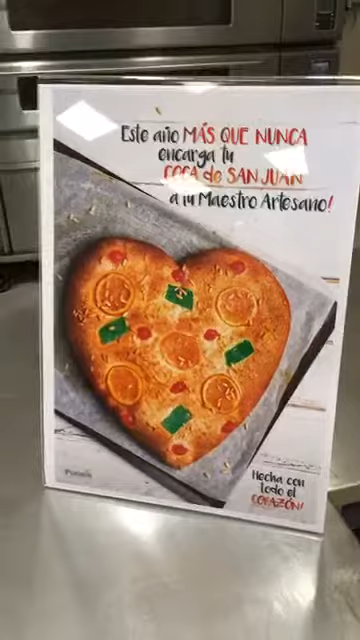 Este año MÁS QUE NUNCA
encarga tu
COCA de SAN JUAN
a tu Maestro Artesano!
Hecha con
todo el
CORAZÓN!